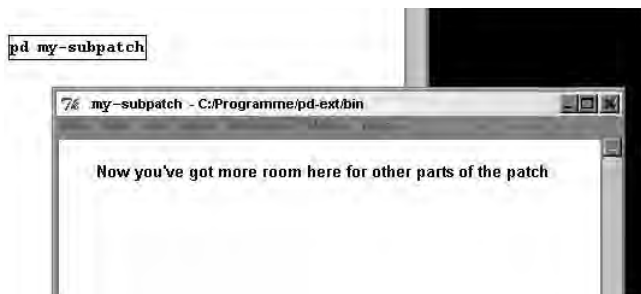 pd my-subpatch
my-subpatch - C:/Programme/pd-ext/bin
Now you've got more room here for other parts of the patch